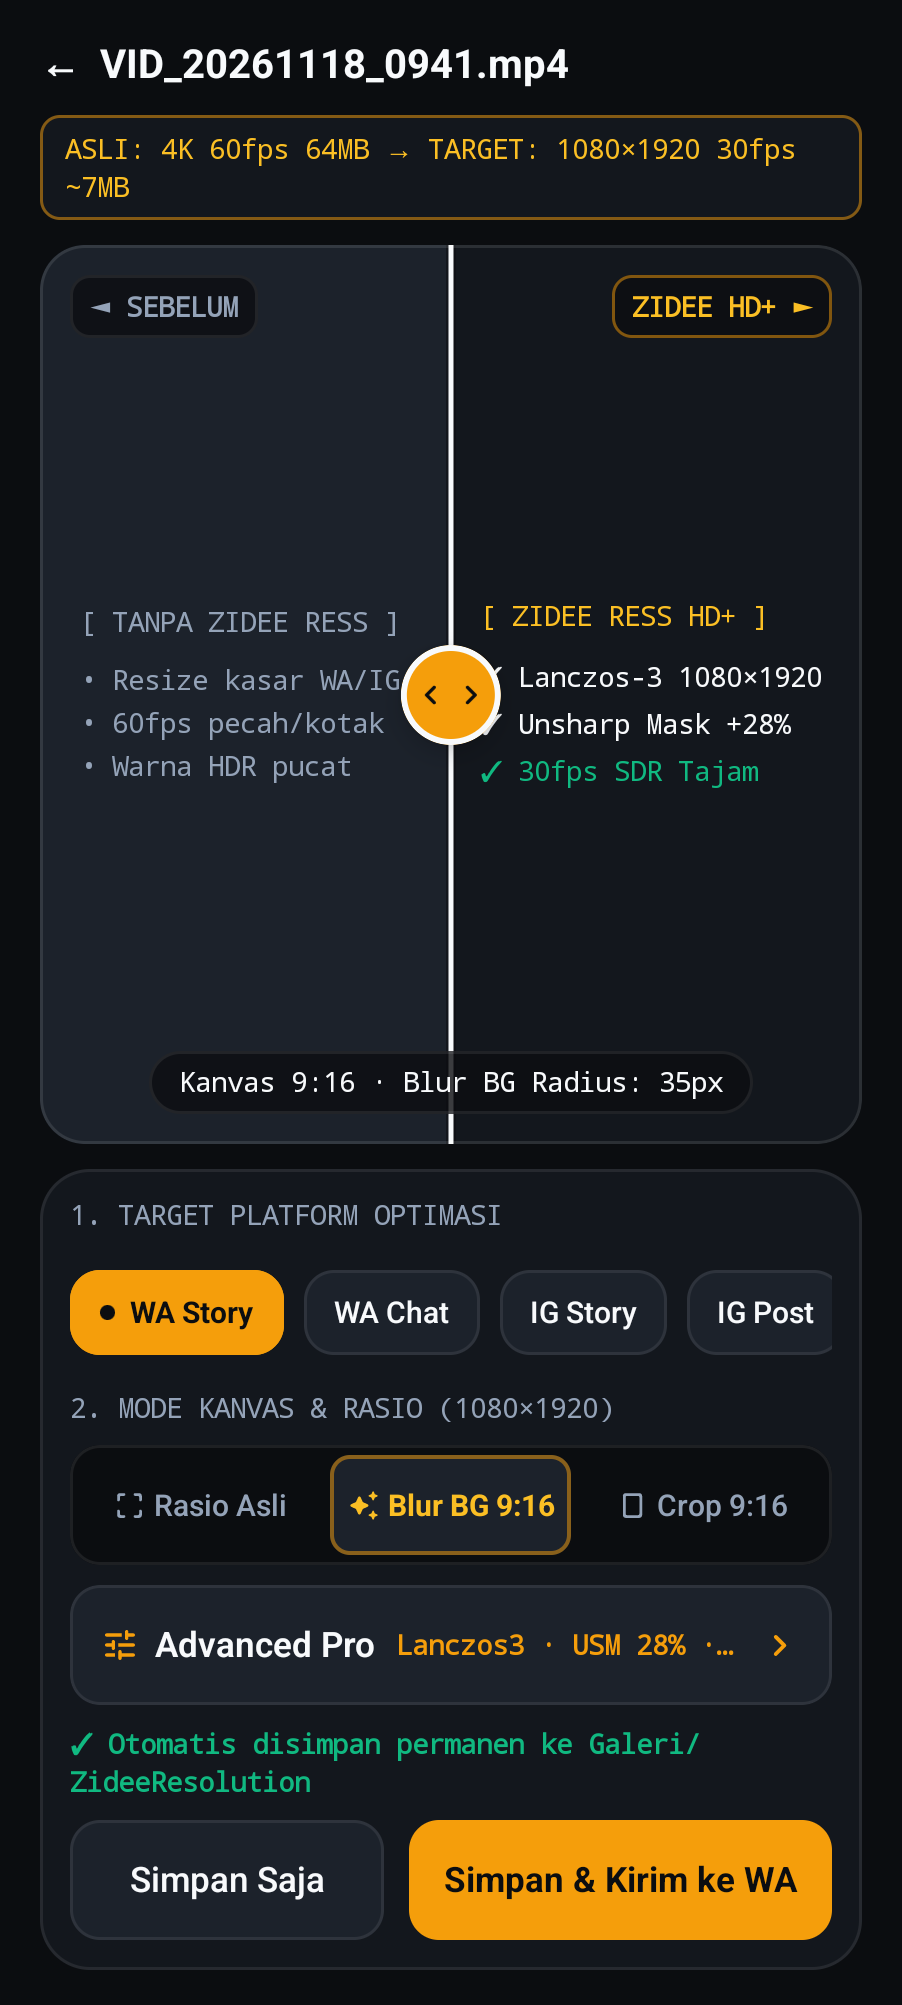 ← VID_20261118_0941.mp4
ASLI: 4K 60fps 64MB → TARGET: 1080×1920 30fps
~7MB
◄ SEBELUM
ZIDEE HD+ ►
[ TANPA ZIDEE RESS ]
• Resize kasar WA/IG
• 60fps pecah/kotak
• Warna HDR pucat
[ ZIDEE RESS HD+ ]
✓ Lanczos-3 1080×1920
✓ Unsharp Mask +28%
✓ 30fps SDR Tajam
Kanvas 9:16 · Blur BG Radius: 35px
1. TARGET PLATFORM OPTIMASI
● WA Story
WA Chat
IG Story
IG Post
2. MODE KANVAS & RASIO (1080×1920)
Rasio Asli
Blur BG 9:16
Crop 9:16
Advanced Pro Lanczos3 · USM 28% ·…
✓ Otomatis disimpan permanen ke Galeri/
ZideeResolution
Simpan Saja
Simpan & Kirim ke WA